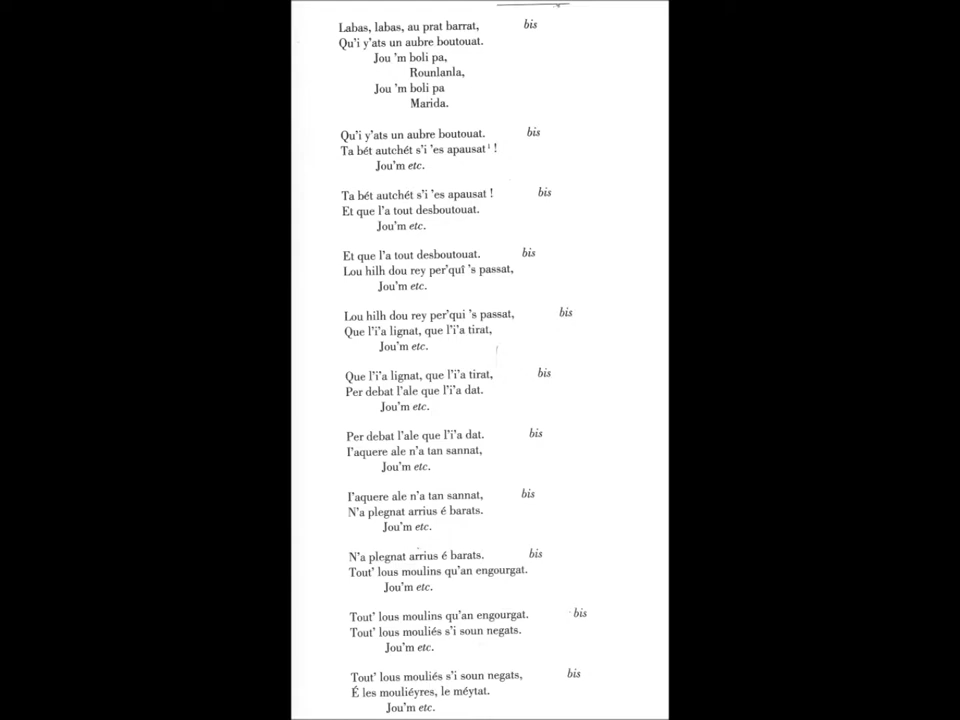 Labas, labas, au prat barrat, bis
Qu'i y'ats un aubre boutouat.
Jou 'm boli pa,
Rounlanla,
Jou 'm boli pa
Marida.
Qu'i y'ats un aubre boutouat. bis
Ta bét autchét s'i 'es apausat¹ !
Jou'm etc.
Ta bét autchét s'i 'es apausat ! bis
Et que l'a tout desboutouat.
Jou'm etc.
Et que l'a tout desboutouat. bis
Lou hilh dou rey per'quî 's passat,
Jou'm etc.
Lou hilh dou rey per'qui 's passat, bis
Que l'i'a lignat, que l'i'a tirat,
Jou'm etc.
Que l'i'a lignat, que l'i'a tirat, bis
Per debat l'ale que l'i'a dat.
Jou'm etc.
Per debat l'ale que l'i'a dat. bis
I'aquere ale n'a tan sannat,
Jou'm etc.
I'aquere ale n'a tan sannat, bis
N'a plegnat arrius é barats.
Jou'm etc.
N'a plegnat arrius é barats. bis
Tout' lous moulins qu'an engourgat.
Jou'm etc.
Tout' lous moulins qu'an engourgat. bis
Tout' lous mouliés s'i soun negats.
Jou'm etc.
Tout' lous mouliés s'i soun negats, bis
É les mouliéyres, le méytat.
Jou'm etc.